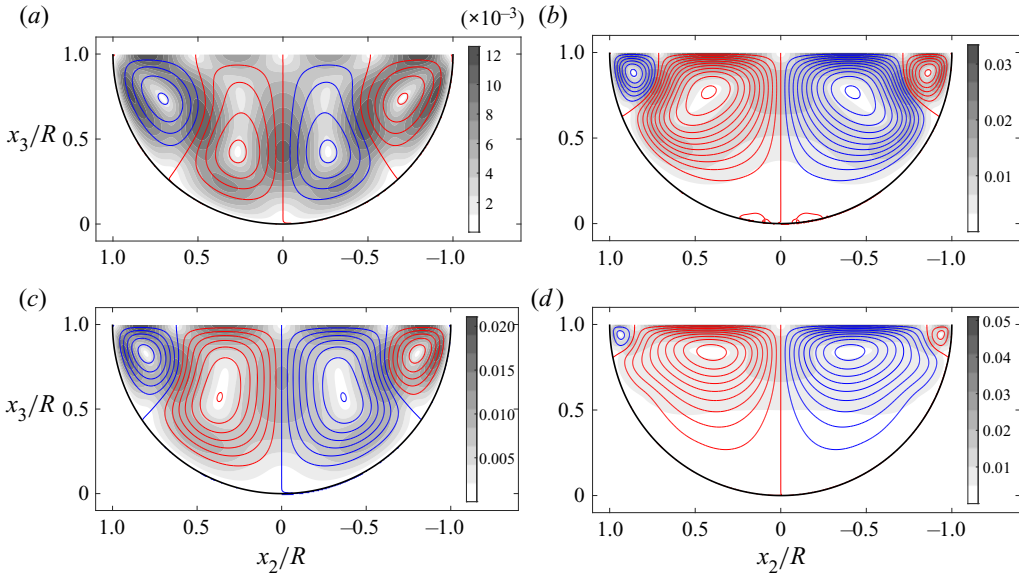 (a) (×10⁻³) (b)
1.0 12 1.0 0.03
10
x₃/R 8 0.02
0.5 6 0.5
4 0.01
2
0 0
1.0 0.5 0 –0.5 –1.0 1.0 0.5 0 –0.5 –1.0
(c) (d)
1.0 0.020 1.0 0.05
0.04
x₃/R 0.015 0.03
0.5 0.010 0.5 0.02
0.005 0.01
0 0
1.0 0.5 0 –0.5 –1.0 1.0 0.5 0 –0.5 –1.0
x₂/R x₂/R